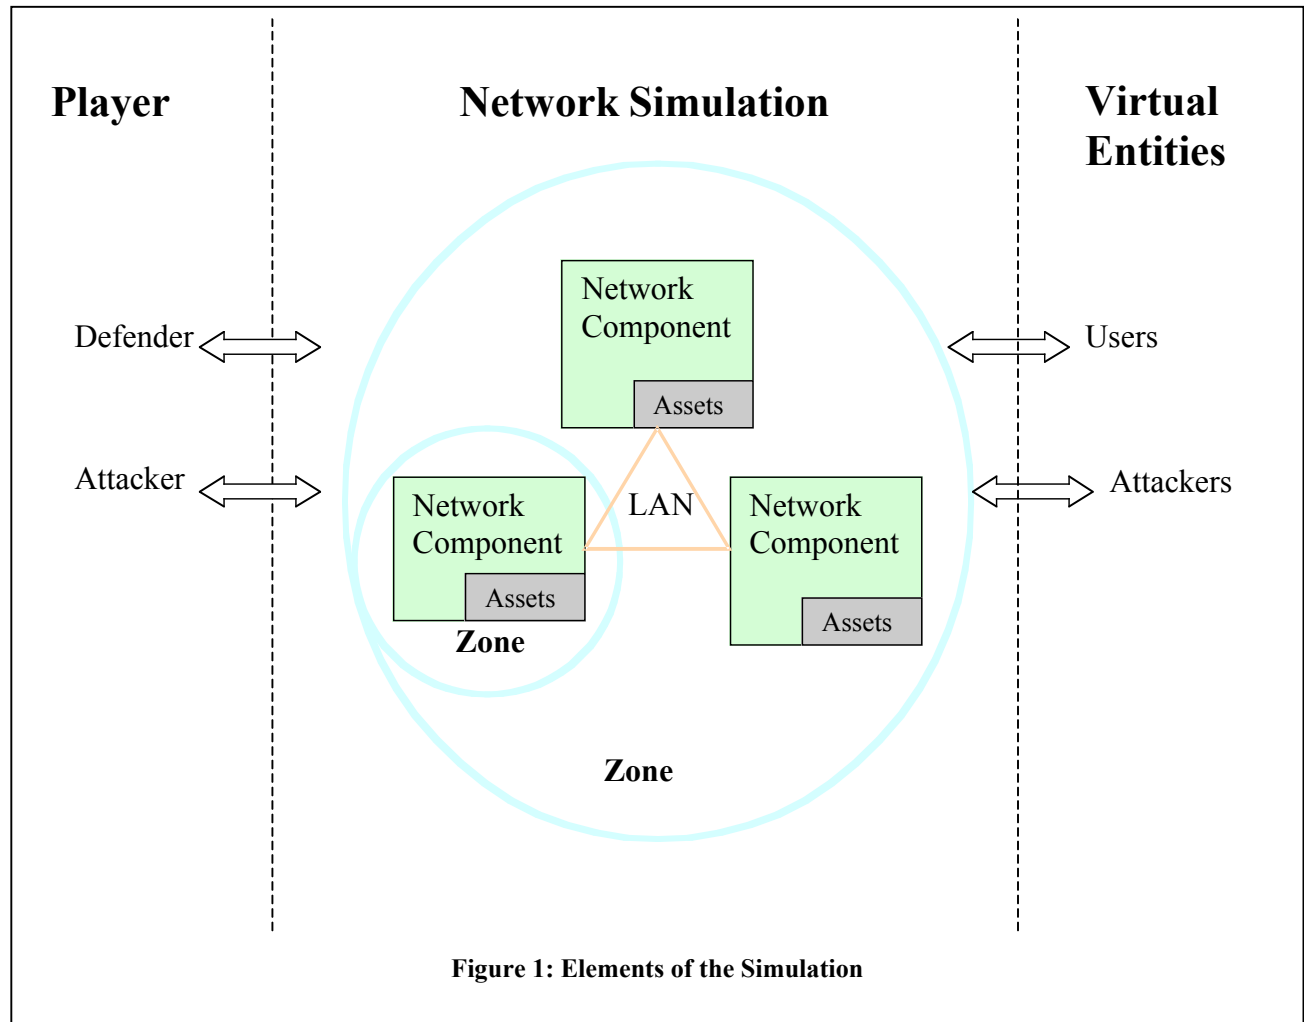 Player
Network Simulation
Virtual
Entities
Network
Component
Assets
Defender
Users
Attacker
Network
Component
Assets
Zone
LAN
Network
Component
Assets
Attackers
Zone
Figure 1: Elements of the Simulation